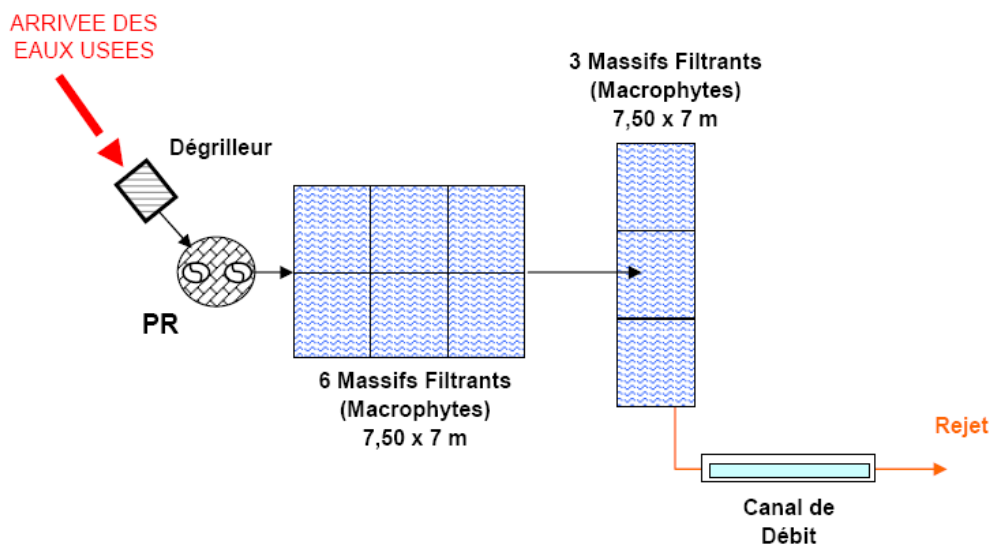 ARRIVEE DES
EAUX USEES
Dégrilleur
PR
6 Massifs Filtrants
(Macrophytes)
7,50 x 7 m
3 Massifs Filtrants
(Macrophytes)
7,50 x 7 m
Rejet
Canal de
Débit